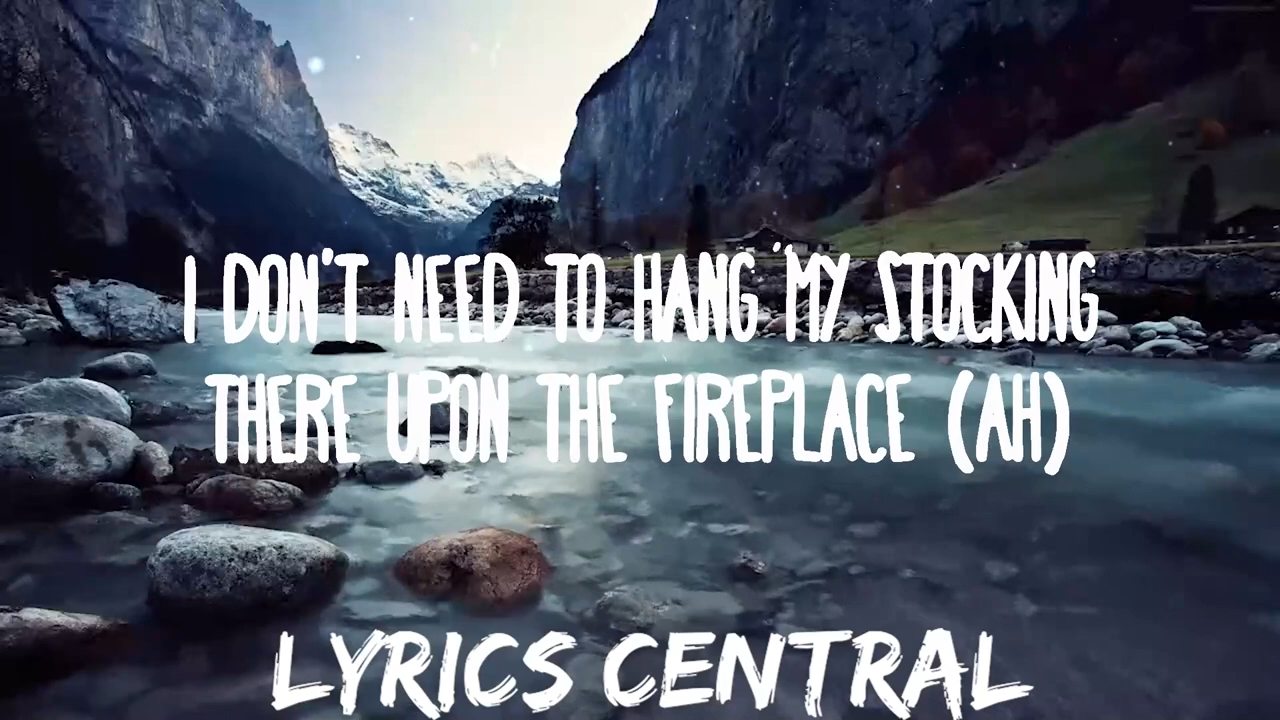 I DON'T NEED TO HANG MY STOCKING
THERE UPON THE FIREPLACE (AH)
LYRICS CENTRAL